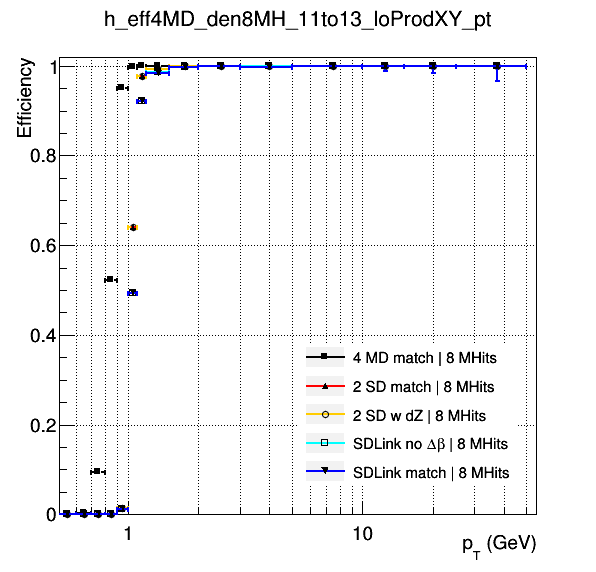 h_eff4MD_den8MH_11to13_loProdXY_pt
Efficiency
1
0.8
0.6
0.4
0.2
0
4 MD match | 8 MHits
2 SD match | 8 MHits
2 SD w dZ | 8 MHits
SDLink no Δβ | 8 MHits
SDLink match | 8 MHits
1
10
p_T (GeV)